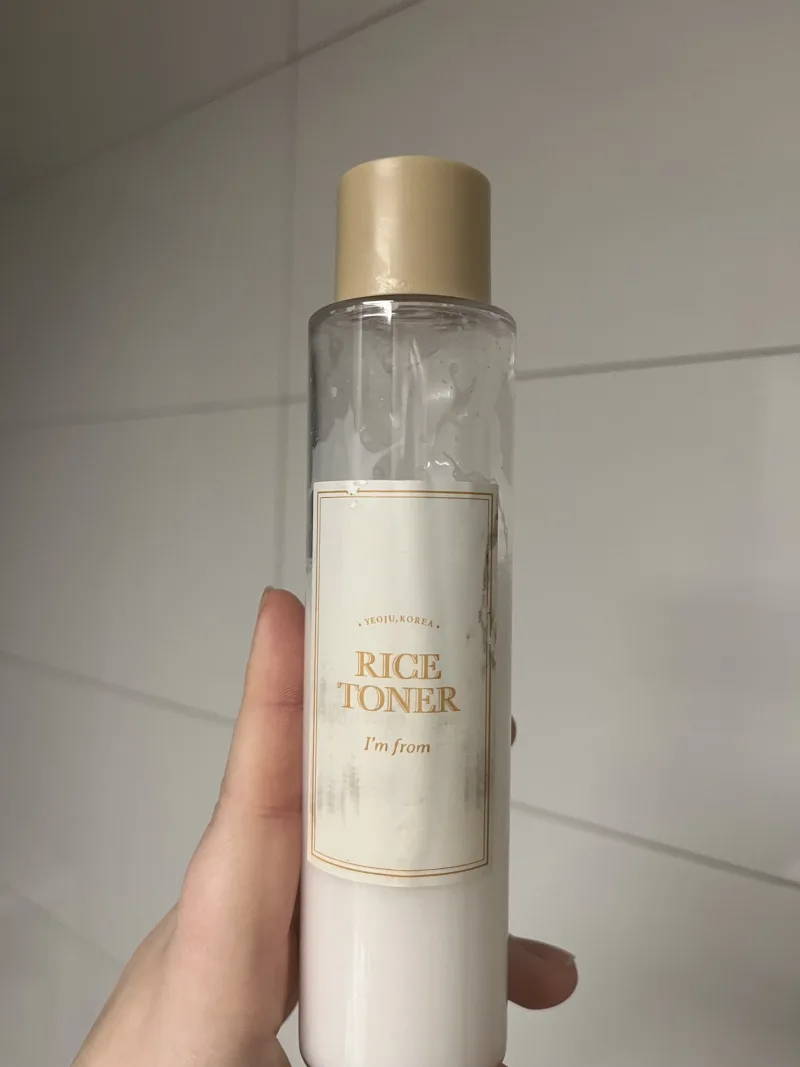 • YEOJU, KOREA •
RICE
TONER
I'm from